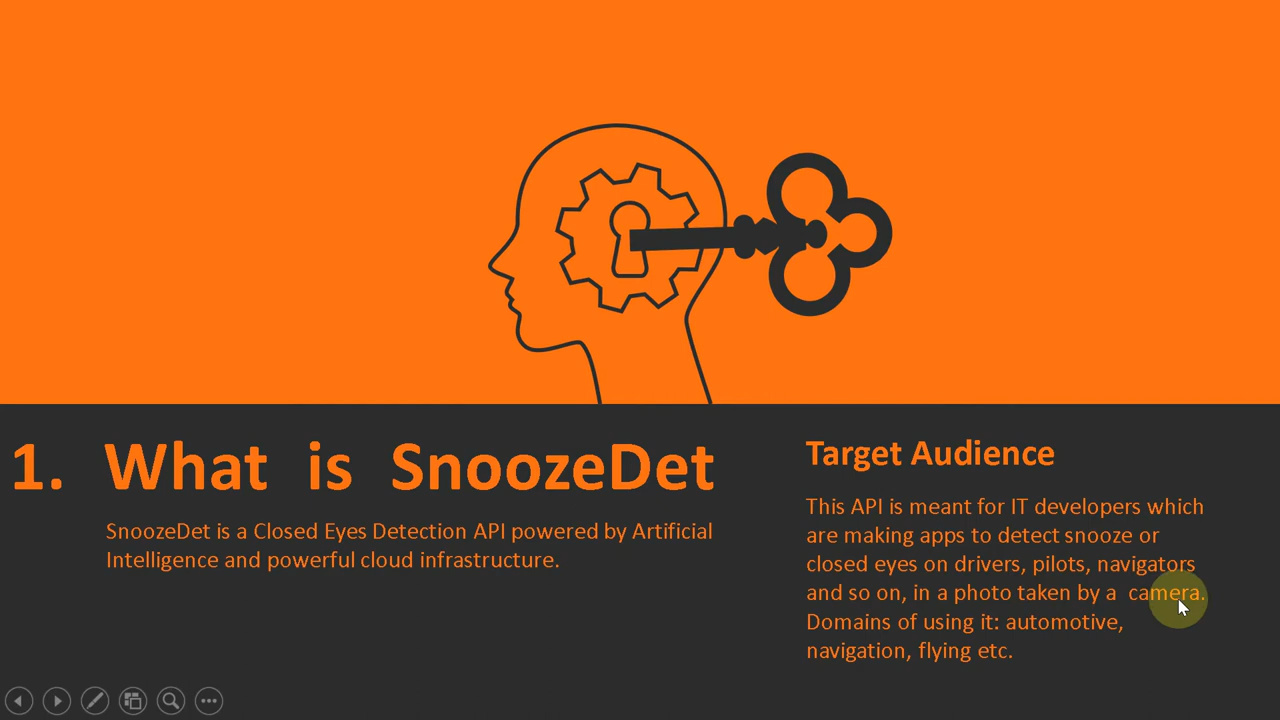 1. What is SnoozeDet
SnoozeDet is a Closed Eyes Detection API powered by Artificial
Intelligence and powerful cloud infrastructure.
Target Audience
This API is meant for IT developers which
are making apps to detect snooze or
closed eyes on drivers, pilots, navigators
and so on, in a photo taken by a camera.
Domains of using it: automotive,
navigation, flying etc.